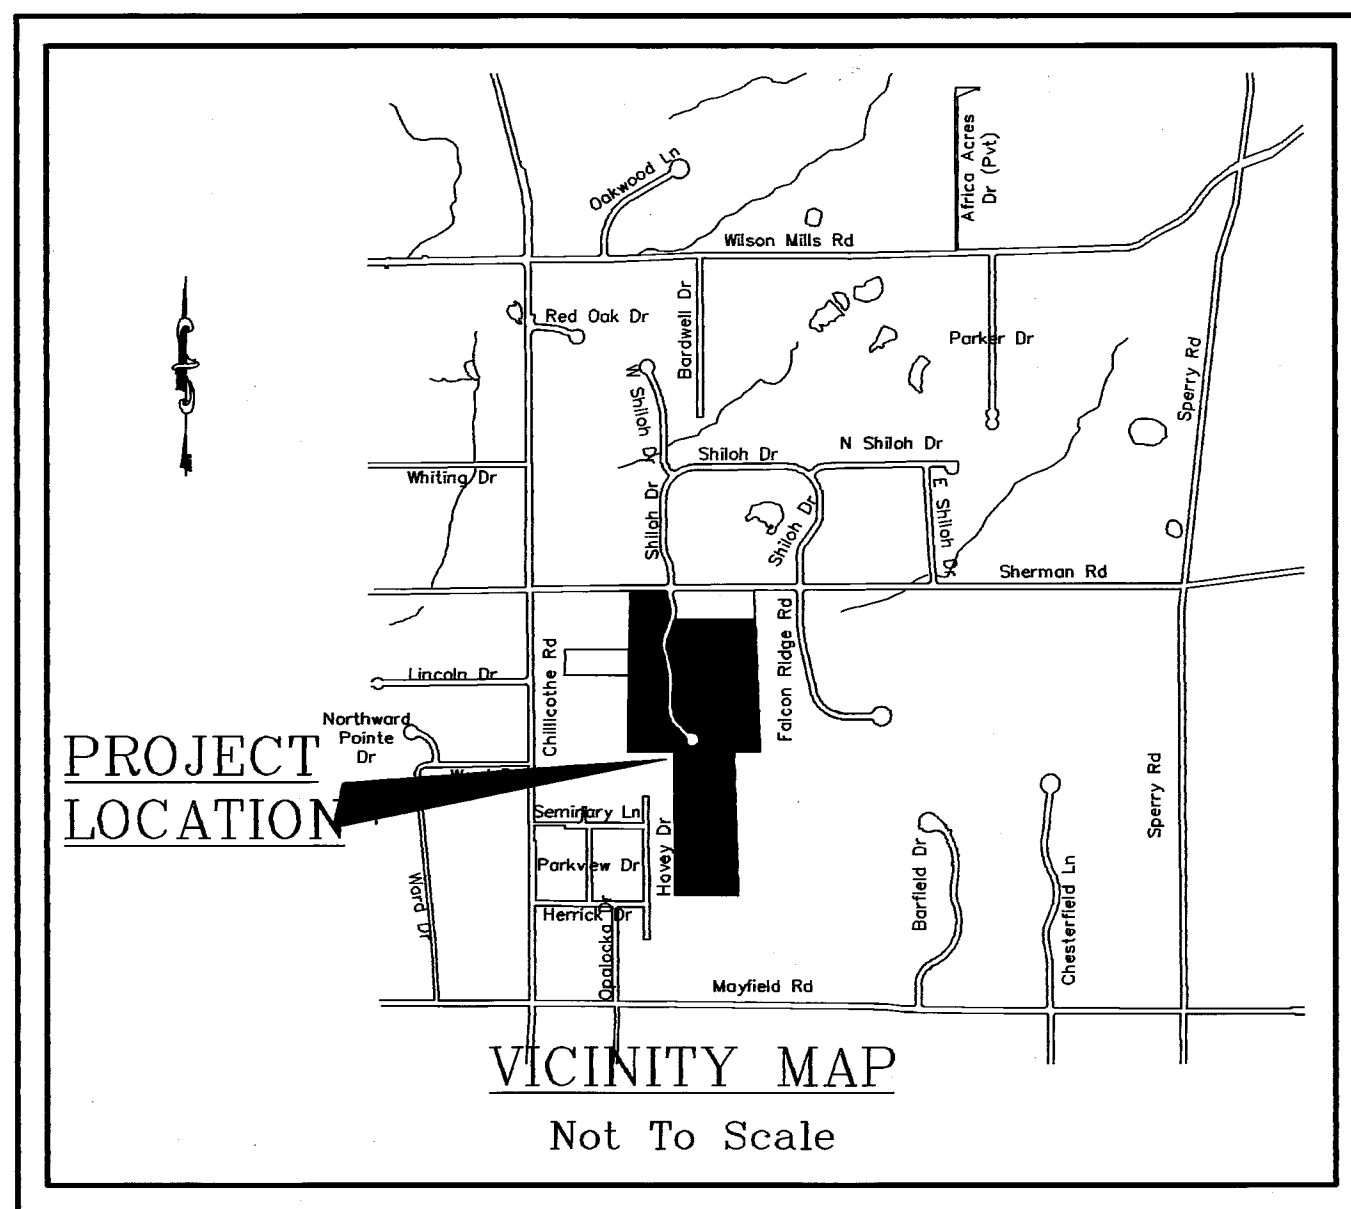 Oakwood Ln
Africa Acres
Dr (Pvt)
Wilson Mills Rd
Red Oak Dr
Bardwell Dr
Parker Dr
Sperry Rd
W Shiloh Dr
Shiloh Dr
N Shiloh Dr
Whiting Dr
Shiloh Dr
Shiloh Dr
E Shiloh Dr
Sherman Rd
Chillicothe Rd
Falcon Ridge Rd
Lincoln Dr
Northward
Pointe
Dr
PROJECT
LOCATION
Seminary Ln
Parkview Dr
Hovey Dr
Herrick Dr
Opalocka Dr
Ward Dr
Barfield Dr
Chesterfield Ln
Sperry Rd
Mayfield Rd
VICINITY MAP
Not To Scale